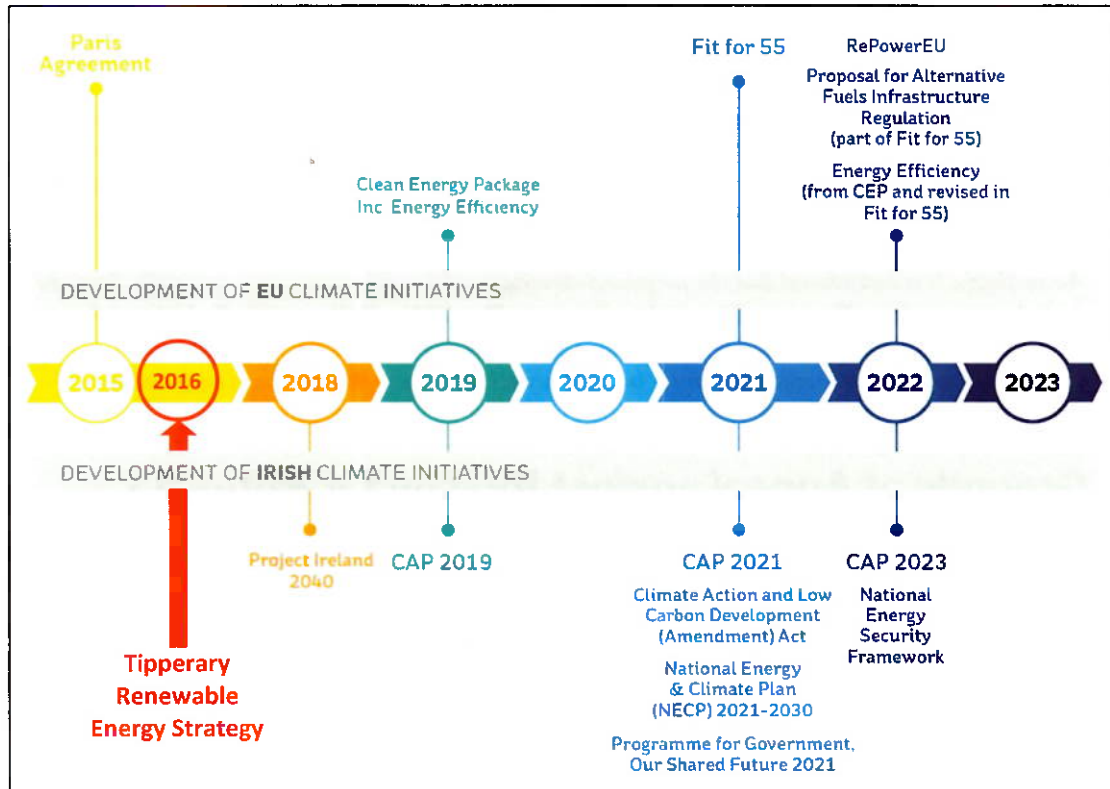 Paris
Agreement
Fit for 55
RePowerEU
Proposal for Alternative
Fuels Infrastructure
Regulation
(part of Fit for 55)
Clean Energy Package
Inc Energy Efficiency
Energy Efficiency
(from CEP and revised in
Fit for 55)
DEVELOPMENT OF EU CLIMATE INITIATIVES
2015
2016
2018
2019
2020
2021
2022
2023
DEVELOPMENT OF IRISH CLIMATE INITIATIVES
Tipperary
Renewable
Energy Strategy
Project Ireland
2040
CAP 2019
CAP 2021
Climate Action and Low
Carbon Development
(Amendment) Act
National Energy
& Climate Plan
(NECP) 2021-2030
Programme for Government,
Our Shared Future 2021
CAP 2023
National
Energy
Security
Framework